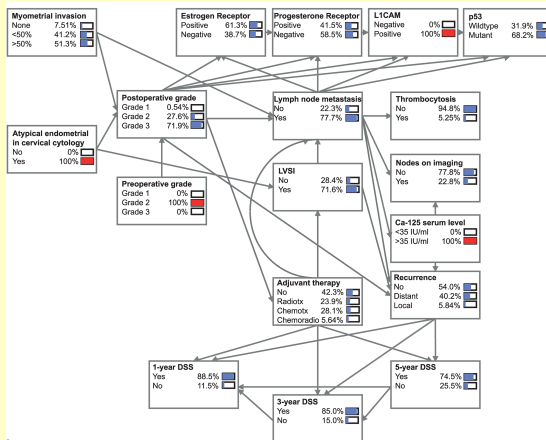 Myometrial invasion
None 7.51%
<50% 41.2%
>50% 51.3%
Estrogen Receptor
Positive 61.3%
Negative 38.7%
Progesterone Receptor
Positive 41.5%
Negative 58.5%
L1CAM
Negative 0%
Positive 100%
p53
Wildtype 31.9%
Mutant 68.2%
Postoperative grade
Grade 1 0.54%
Grade 2 27.6%
Grade 3 71.9%
Lymph node metastasis
No 22.3%
Yes 77.7%
Thrombocytosis
No 94.8%
Yes 5.25%
Atypical endometrial
in cervical cytology
No 0%
Yes 100%
LVSI
No 28.4%
Yes 71.6%
Nodes on imaging
No 77.8%
Yes 22.8%
Preoperative grade
Grade 1 0%
Grade 2 100%
Grade 3 0%
Ca-125 serum level
<35 IU/ml 0%
>35 IU/ml 100%
Adjuvant therapy
No 42.3%
Radiotx 23.9%
Chemotx 28.1%
Chemoradio 5.64%
Recurrence
No 54.0%
Distant 40.2%
Local 5.84%
1-year DSS
Yes 88.5%
No 11.5%
3-year DSS
Yes 85.0%
No 15.0%
5-year DSS
Yes 74.5%
No 25.5%